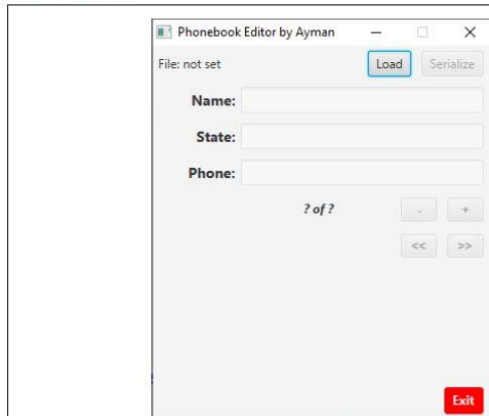 Phonebook Editor by Ayman
File: not set Load Serialize
Name:
State:
Phone:
? of ? - +
<< >>
Exit